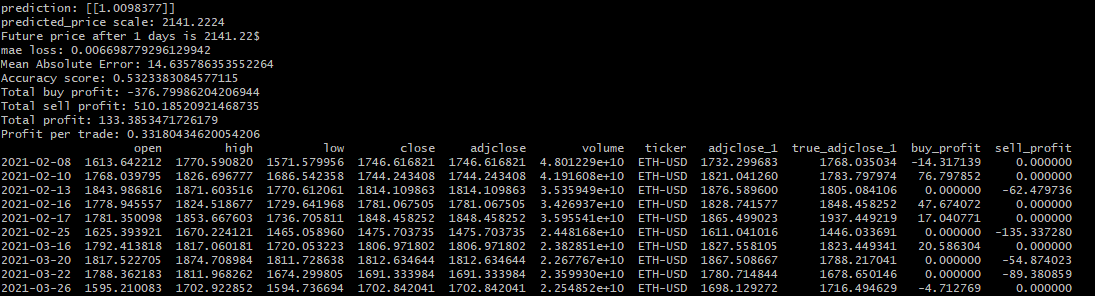 prediction: [[1.0098377]]
predicted_price scale: 2141.2224
Future price after 1 days is 2141.22$
mae loss: 0.006698779296129942
Mean Absolute Error: 14.635786353552264
Accuracy score: 0.5323383084577115
Total buy profit: -376.79986204206944
Total sell profit: 510.18520921468735
Total profit: 133.3853471726179
Profit per trade: 0.33180434620054206
open high low close adjclose volume ticker adjclose_1 true_adjclose_1 buy_profit sell_profit
2021-02-08 1613.642212 1770.590820 1571.579956 1746.616821 1746.616821 4.801229e+10 ETH-USD 1732.299683 1768.035034 -14.317139 0.000000
2021-02-10 1768.039795 1826.696777 1686.542358 1744.243408 1744.243408 4.191608e+10 ETH-USD 1821.041260 1783.797974 76.797852 0.000000
2021-02-13 1843.986816 1871.603516 1770.612061 1814.109863 1814.109863 3.535949e+10 ETH-USD 1876.589600 1805.084106 0.000000 -62.479736
2021-02-16 1778.945557 1824.518677 1729.641968 1781.067505 1781.067505 3.426937e+10 ETH-USD 1828.741577 1848.458252 47.674072 0.000000
2021-02-17 1781.350098 1853.667603 1736.705811 1848.458252 1848.458252 3.595541e+10 ETH-USD 1865.499023 1937.449219 17.040771 0.000000
2021-02-25 1625.393921 1670.224121 1465.058960 1475.703735 1475.703735 2.448168e+10 ETH-USD 1611.041016 1446.033691 0.000000 -135.337280
2021-03-16 1792.413818 1817.060181 1720.053223 1806.971802 1806.971802 2.382851e+10 ETH-USD 1827.558105 1823.449341 20.586304 0.000000
2021-03-20 1817.522705 1874.708984 1811.728638 1812.634644 1812.634644 2.267767e+10 ETH-USD 1867.508667 1788.217041 0.000000 -54.874023
2021-03-22 1788.362183 1811.968262 1674.299805 1691.333984 1691.333984 2.359930e+10 ETH-USD 1780.714844 1678.650146 0.000000 -89.380859
2021-03-26 1595.210083 1702.922852 1594.736694 1702.842041 1702.842041 2.254852e+10 ETH-USD 1698.129272 1716.494629 -4.712769 0.000000